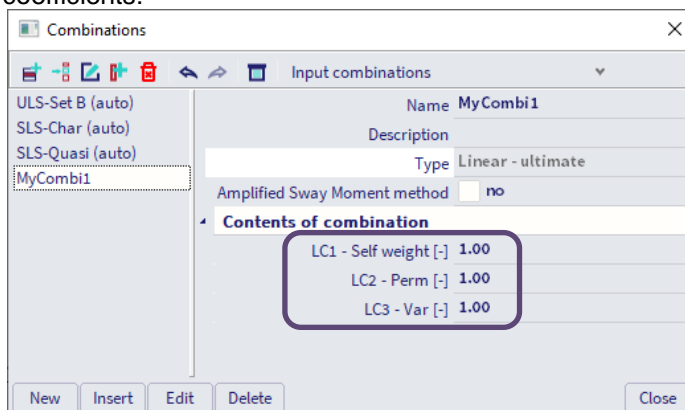 coefficients.
Combinations
Input combinations
ULS-Set B (auto)
SLS-Char (auto)
SLS-Quasi (auto)
MyCombi1
Name MyCombi1
Description
Type Linear - ultimate
Amplified Sway Moment method no
Contents of combination
LC1 - Self weight [-] 1.00
LC2 - Perm [-] 1.00
LC3 - Var [-] 1.00
New Insert Edit Delete Close